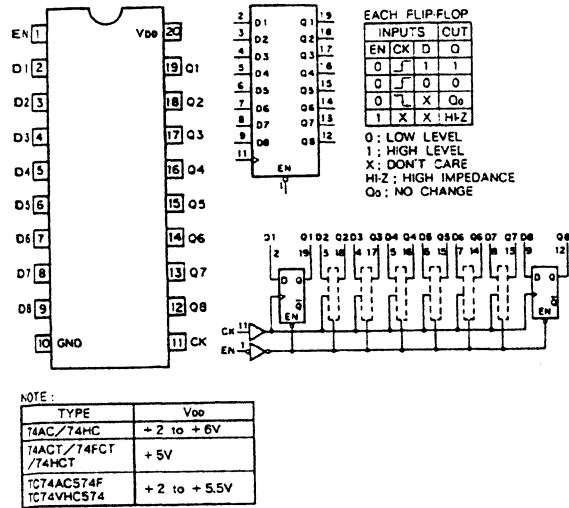 EN 1 VDD 20
D1 2 19 Q1
D2 3 18 Q2
D3 4 17 Q3
D4 5 16 Q4
D5 6 15 Q5
D6 7 14 Q6
D7 8 13 Q7
D8 9 12 Q8
10 GND 11 CK
2 D1 Q1 19
3 D2 Q2 18
4 D3 Q3 17
5 D4 Q4 16
6 D5 Q5 15
7 D6 Q6 14
8 D7 Q7 13
9 D8 Q8 12
11
EN
1
EACH FLIP-FLOP
INPUTS OUT
EN CK D Q
0 1 1
0 0 0
0 X Qo
1 X X HI-Z
0 ; LOW LEVEL
1 ; HIGH LEVEL
X ; DON'T CARE
HI-Z ; HIGH IMPEDANCE
Qo ; NO CHANGE
D1 Q1 D2 Q2 D3 Q3 D4 Q4 D5 Q5 D6 Q6 D7 Q7 D8 Q8
2 19 18 4 17 16 6 15 14 13 9 12
D Q D Q
Q Q
EN EN
CK 11
EN 1
NOTE :
TYPE VDD
74AC/74HC + 2 to + 6V
74ACT/74FCT + 5V
/74HCT
TC74AC574F + 2 to + 5.5V
TC74VHC574